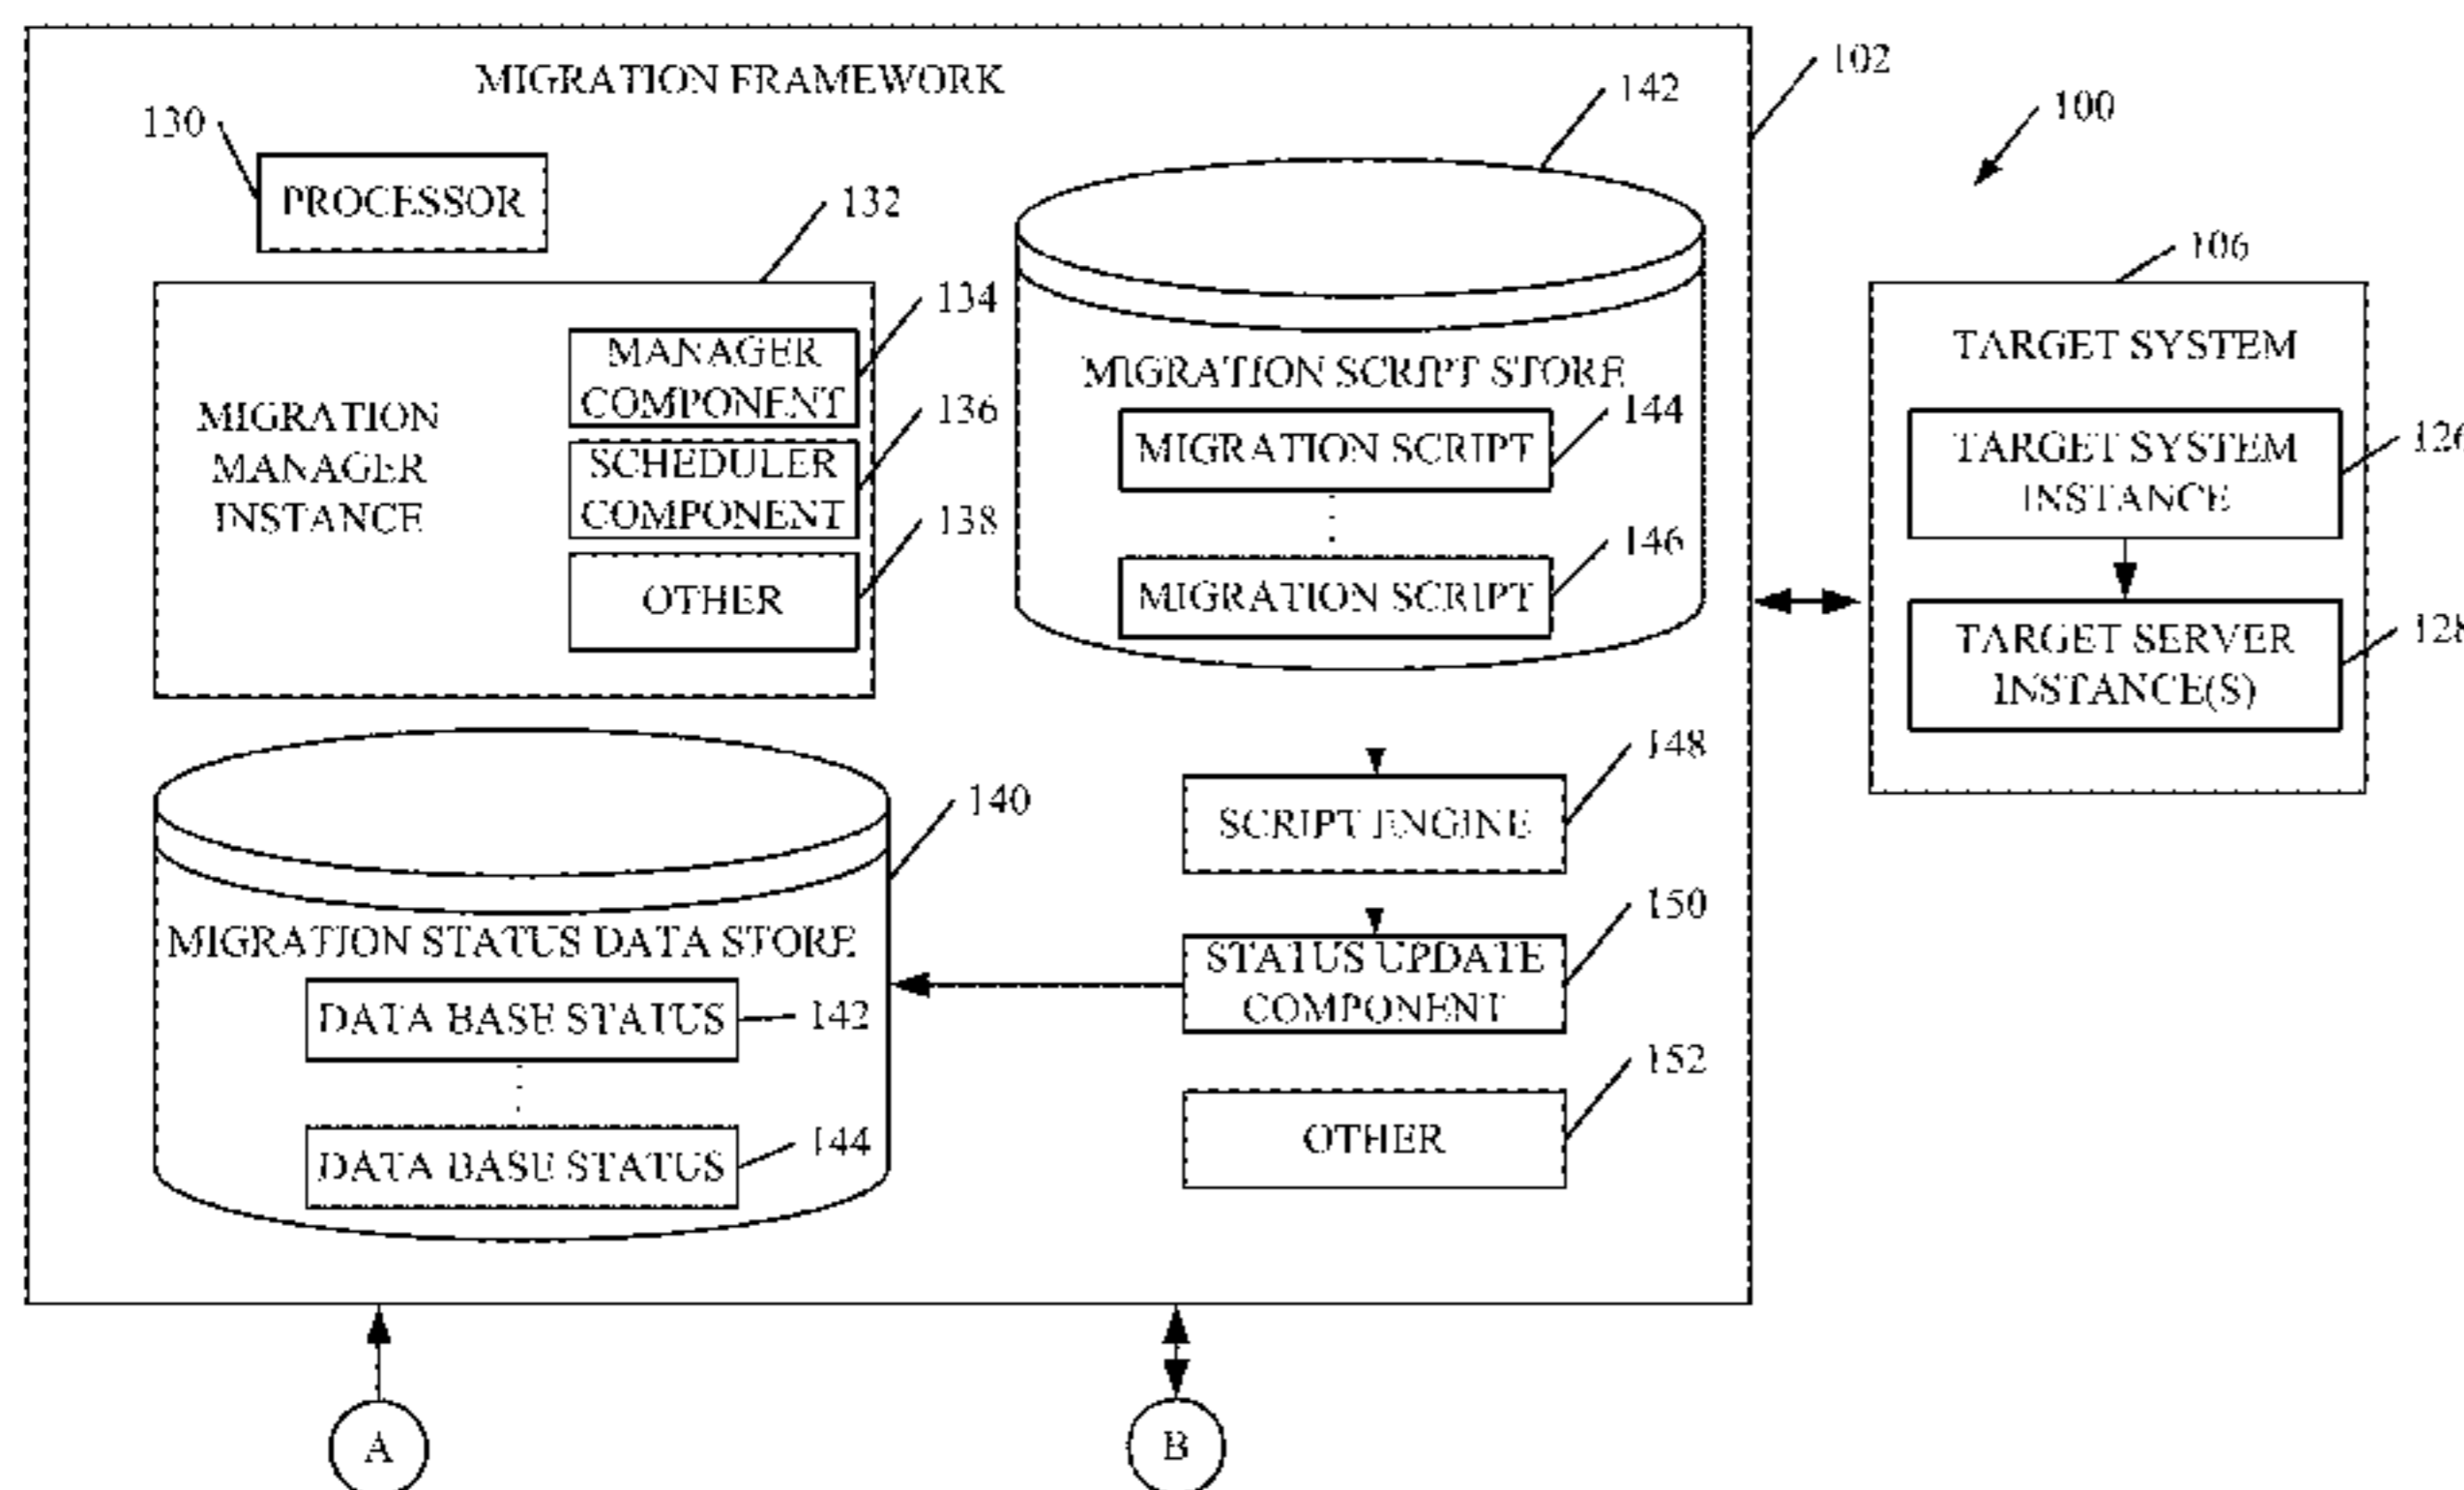 MIGRATION FRAMEWORK
102
100
130
PROCESSOR
132
MIGRATION
MANAGER
INSTANCE
134
MANAGER
COMPONENT
136
SCHEDULER
COMPONENT
138
OTHER
142
MIGRATION SCRIPT STORE
144
MIGRATION SCRIPT
146
MIGRATION SCRIPT
106
TARGET SYSTEM
TARGET SYSTEM
INSTANCE
126
TARGET SERVER
INSTANCE(S)
128
140
MIGRATION STATUS DATA STORE
DATA BASE STATUS
142
DATA BASE STATUS
144
148
SCRIPT ENGINE
150
STATUS UPDATE
COMPONENT
152
OTHER
A
B